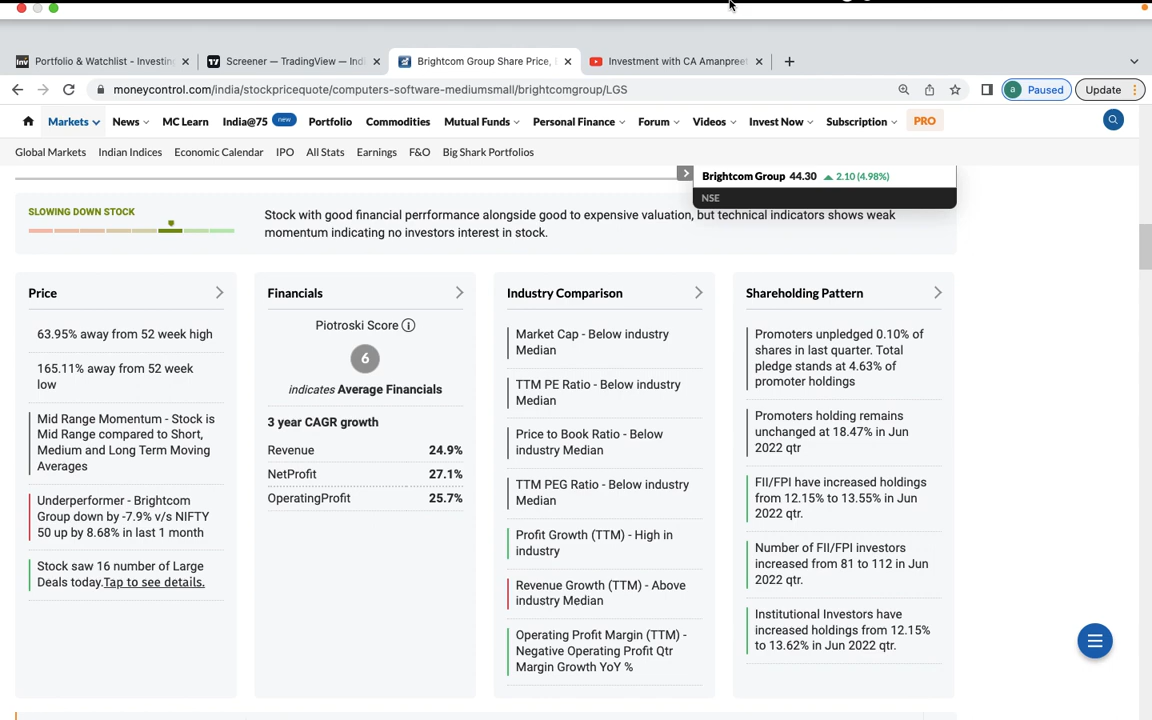 Portfolio & Watchlist - Investing
Screener — TradingView — Indi
Brightcom Group Share Price,
Investment with CA Amanpreet
moneycontrol.com/india/stockpricequote/computers-software-mediumsmall/brightcomgroup/LGS
a Paused
Update
Markets
News
MC Learn
India@75 new
Portfolio
Commodities
Mutual Funds
Personal Finance
Forum
Videos
Invest Now
Subscription
PRO
Global Markets
Indian Indices
Economic Calendar
IPO
All Stats
Earnings
F&O
Big Shark Portfolios
Brightcom Group 44.30 2.10 (4.98%)
NSE
SLOWING DOWN STOCK
Stock with good financial perrformance alongside good to expensive valuation, but technical indicators shows weak
momentum indicating no investors interest in stock.
Price
63.95% away from 52 week high
165.11% away from 52 week
low
Mid Range Momentum - Stock is
Mid Range compared to Short,
Medium and Long Term Moving
Averages
Underperformer - Brightcom
Group down by -7.9% v/s NIFTY
50 up by 8.68% in last 1 month
Stock saw 16 number of Large
Deals today.Tap to see details.
Financials
Piotroski Score
6
indicates Average Financials
3 year CAGR growth
Revenue 24.9%
NetProfit 27.1%
OperatingProfit 25.7%
Industry Comparison
Market Cap - Below industry
Median
TTM PE Ratio - Below industry
Median
Price to Book Ratio - Below
industry Median
TTM PEG Ratio - Below industry
Median
Profit Growth (TTM) - High in
industry
Revenue Growth (TTM) - Above
industry Median
Operating Profit Margin (TTM) -
Negative Operating Profit Qtr
Margin Growth YoY %
Shareholding Pattern
Promoters unpledged 0.10% of
shares in last quarter. Total
pledge stands at 4.63% of
promoter holdings
Promoters holding remains
unchanged at 18.47% in Jun
2022 qtr
FII/FPI have increased holdings
from 12.15% to 13.55% in Jun
2022 qtr.
Number of FII/FPI investors
increased from 81 to 112 in Jun
2022 qtr.
Institutional Investors have
increased holdings from 12.15%
to 13.62% in Jun 2022 qtr.